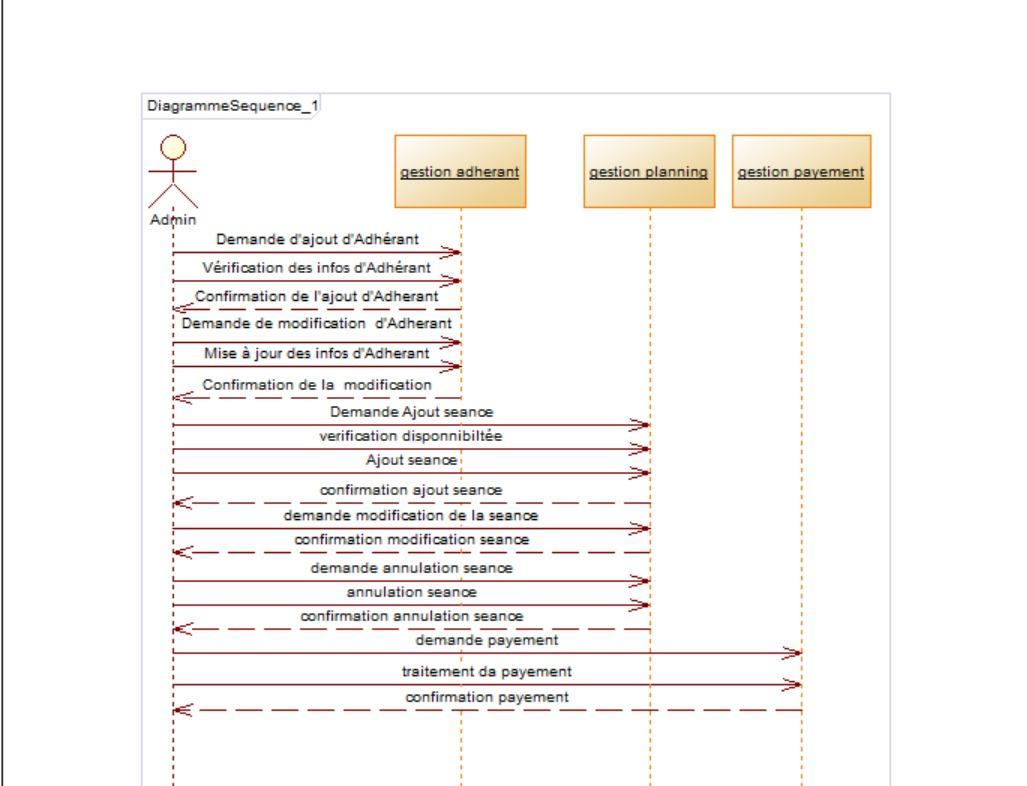 DiagrammeSequence_1
gestion adherant
gestion planning
gestion payement
Admin
Demande d'ajout d'Adhérant
Vérification des infos d'Adhérant
Confirmation de l'ajout d'Adherant
Demande de modification d'Adherant
Mise à jour des infos d'Adherant
Confirmation de la modification
Demande Ajout seance
verification disponnibiltée
Ajout seance
confirmation ajout seance
demande modification de la seance
confirmation modification seance
demande annulation seance
annulation seance
confirmation annulation seance
demande payement
traitement da payement
confirmation payement